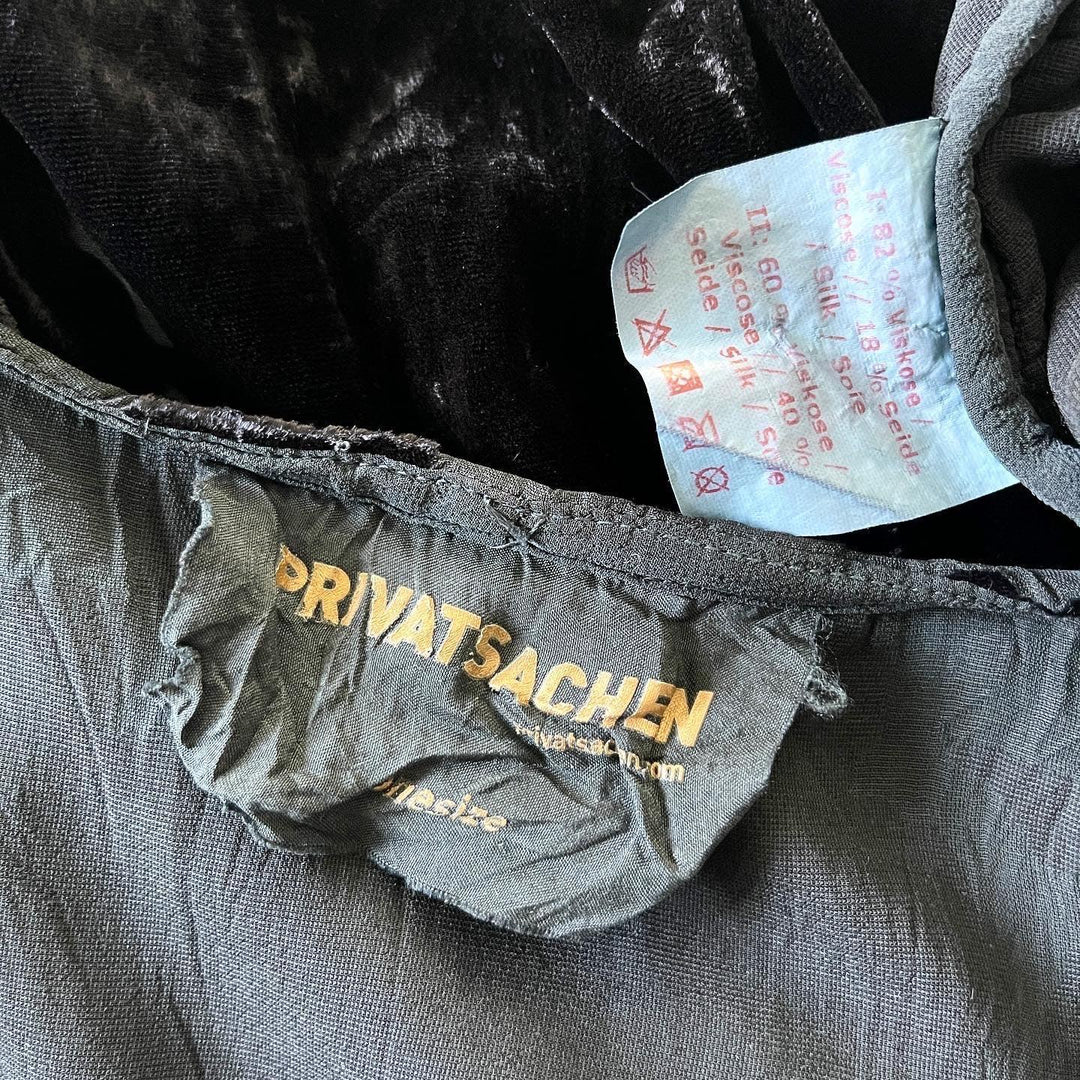 PRIVATSACHEN
privatsachen.com
onesize
I: 82 % Viskose /
Viscose / / 18 % Seide
/ Silk / Soie
II: 60 % Viskose /
Viscose / / 40 %
Seide / silk / Soie